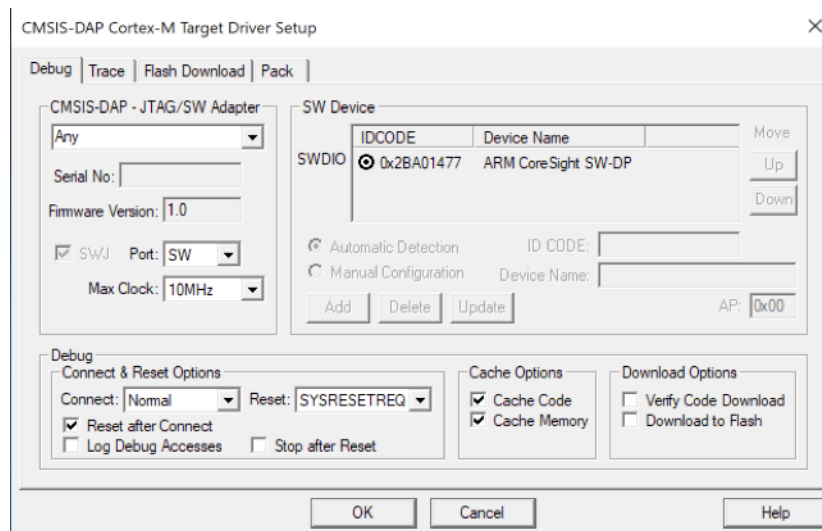 CMSIS-DAP Cortex-M Target Driver Setup
Debug Trace Flash Download Pack
CMSIS-DAP - JTAG/SW Adapter
Any
Serial No:
Firmware Version: 1.0
SWJ Port: SW
Max Clock: 10MHz
SW Device
IDCODE Device Name
SWDIO 0x2BA01477 ARM CoreSight SW-DP
Move
Up
Down
Automatic Detection ID CODE:
Manual Configuration Device Name:
Add Delete Update AP: 0x00
Debug
Connect & Reset Options
Connect: Normal Reset: SYSRESETREQ
Reset after Connect
Log Debug Accesses Stop after Reset
Cache Options
Cache Code
Cache Memory
Download Options
Verify Code Download
Download to Flash
OK Cancel Help